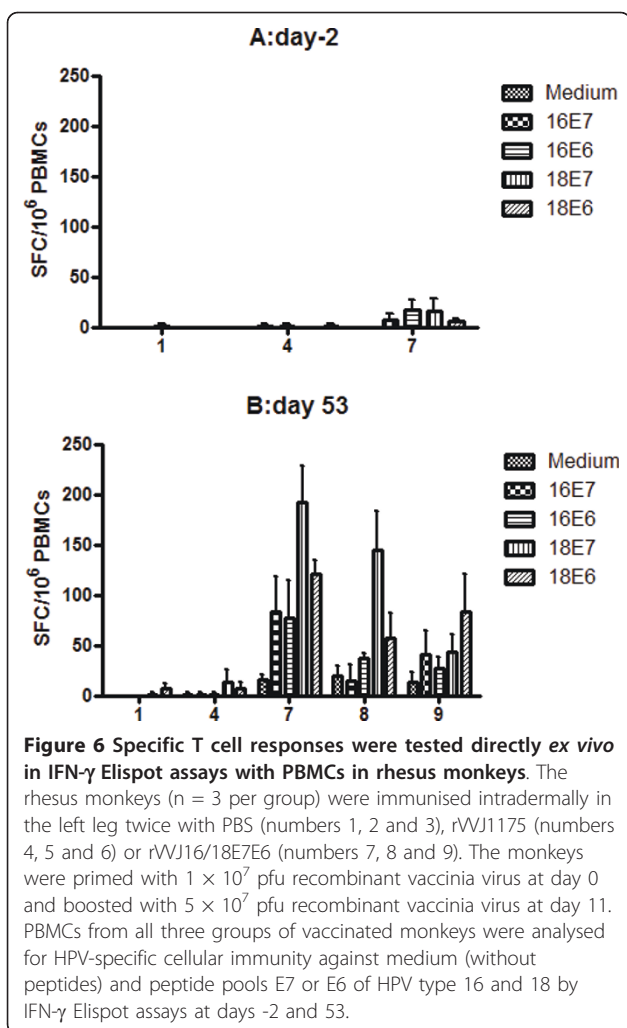 A:day-2
250
200
150
100
50
0
SFC/10⁶ PBMCs
1 4 7
Medium
16E7
16E6
18E7
18E6
B:day 53
250
200
150
100
50
0
SFC/10⁶ PBMCs
1 4 7 8 9
Medium
16E7
16E6
18E7
18E6
Figure 6 Specific T cell responses were tested directly ex vivo
in IFN-γ Elispot assays with PBMCs in rhesus monkeys. The
rhesus monkeys (n = 3 per group) were immunised intradermally in
the left leg twice with PBS (numbers 1, 2 and 3), rVVJ1175 (numbers
4, 5 and 6) or rVVJ16/18E7E6 (numbers 7, 8 and 9). The monkeys
were primed with 1 × 10⁷ pfu recombinant vaccinia virus at day 0
and boosted with 5 × 10⁷ pfu recombinant vaccinia virus at day 11.
PBMCs from all three groups of vaccinated monkeys were analysed
for HPV-specific cellular immunity against medium (without
peptides) and peptide pools E7 or E6 of HPV type 16 and 18 by
IFN-γ Elispot assays at days -2 and 53.